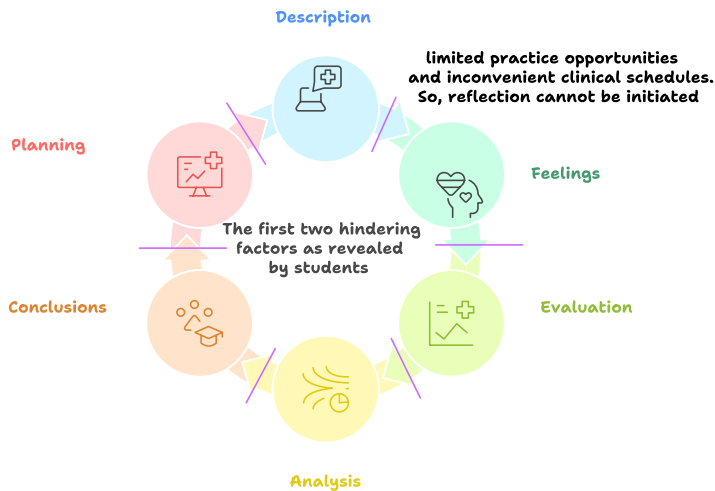 Description
limited practice opportunities
and inconvenient clinical schedules.
So, reflection cannot be initiated
Planning
Feelings
The first two hindering
factors as revealed
by students
Conclusions
Evaluation
Analysis